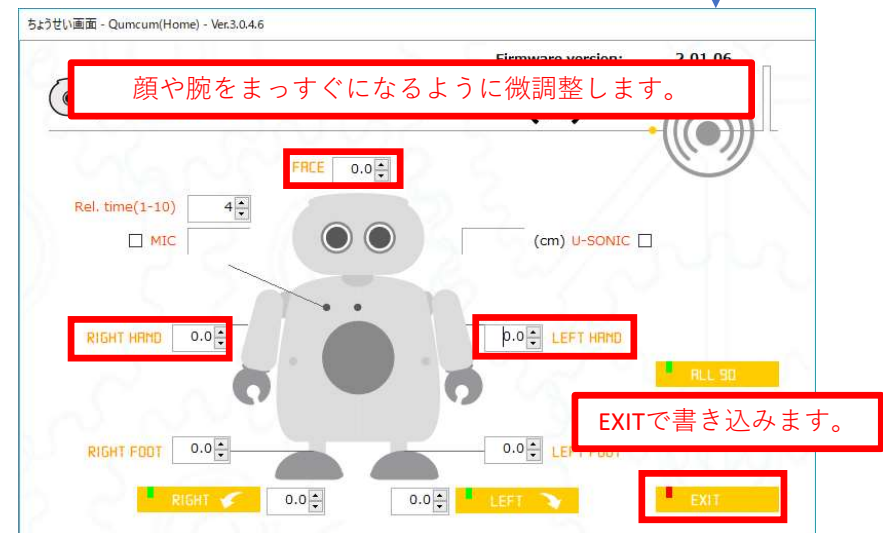 ちょうせい画面 - Qumcum(Home) - Ver.3.0.4.6
Firmware version: 2.01.06
顔や腕をまっすぐになるように微調整します。
FACE 0.0
Rel. time(1-10) 4
MIC
(cm) U-SONIC
RIGHT HAND 0.0
0.0 LEFT HAND
ALL 90
EXITで書き込みます。
RIGHT FOOT 0.0
0.0 LEFT FOOT
RIGHT 0.0
0.0 LEFT
EXIT